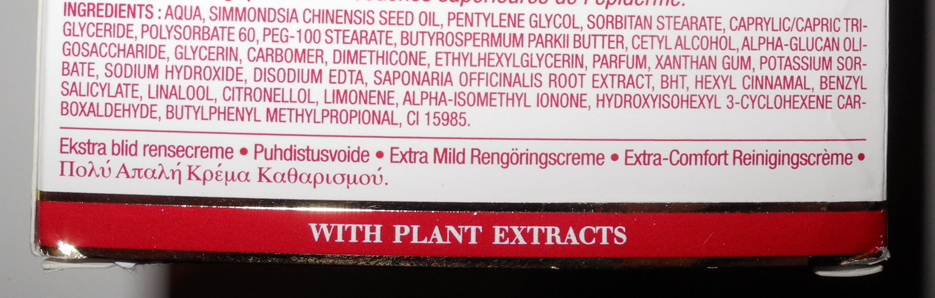 supérieures de l'épiderme.
INGREDIENTS : AQUA, SIMMONDSIA CHINENSIS SEED OIL, PENTYLENE GLYCOL, SORBITAN STEARATE, CAPRYLIC/CAPRIC TRI-
GLYCERIDE, POLYSORBATE 60, PEG-100 STEARATE, BUTYROSPERMUM PARKII BUTTER, CETYL ALCOHOL, ALPHA-GLUCAN OLI-
GOSACCHARIDE, GLYCERIN, CARBOMER, DIMETHICONE, ETHYLHEXYLGLYCERIN, PARFUM, XANTHAN GUM, POTASSIUM SOR-
BATE, SODIUM HYDROXIDE, DISODIUM EDTA, SAPONARIA OFFICINALIS ROOT EXTRACT, BHT, HEXYL CINNAMAL, BENZYL
SALICYLATE, LINALOOL, CITRONELLOL, LIMONENE, ALPHA-ISOMETHYL IONONE, HYDROXYISOHEXYL 3-CYCLOHEXENE CAR-
BOXALDEHYDE, BUTYLPHENYL METHYLPROPIONAL, CI 15985.
Ekstra blid rensecreme • Puhdistusvoide • Extra Mild Rengöringscreme • Extra-Comfort Reinigingscrème •
Πολύ Απαλή Κρέμα Καθαρισμού.
WITH PLANT EXTRACTS